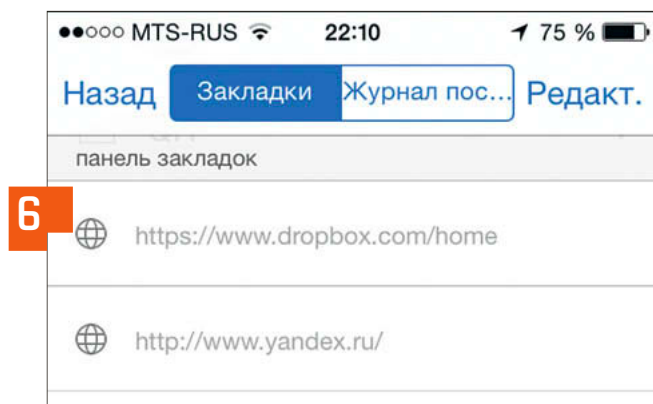 ●●○○○ MTS-RUS 22:10 75 %
Назад Закладки Журнал пос... Редакт.
панель закладок
6
https://www.dropbox.com/home
http://www.yandex.ru/